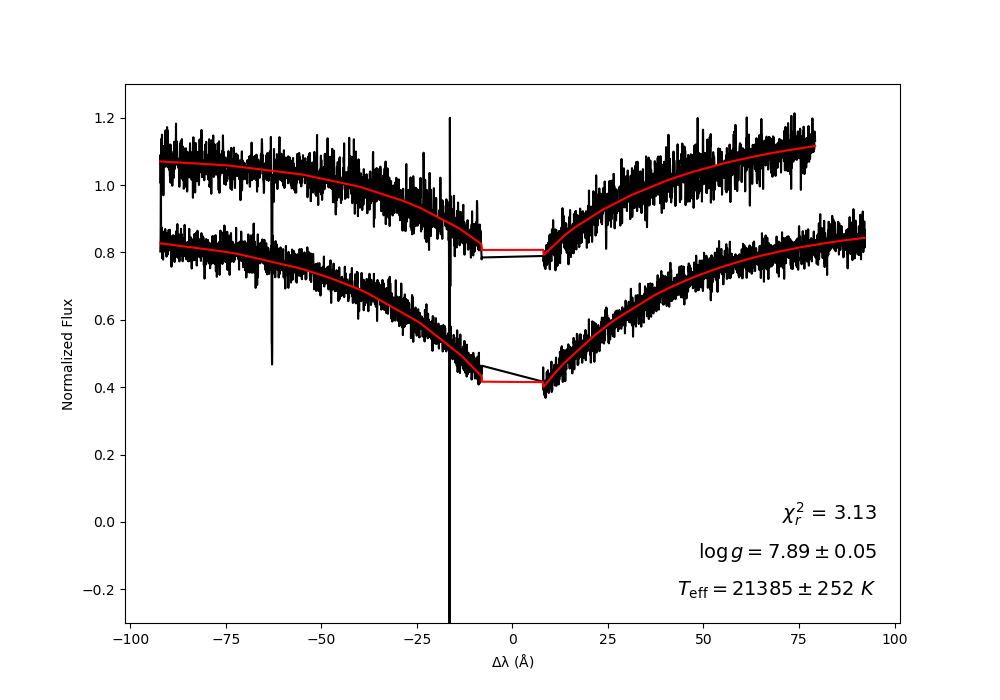 1.2
1.0
0.8
0.6
0.4
0.2
0.0
−0.2
Normalized Flux
χ²ᵣ = 3.13
log g = 7.89 ± 0.05
T_eff = 21385 ± 252 K
−100 −75 −50 −25 0 25 50 75 100
Δλ (Å)